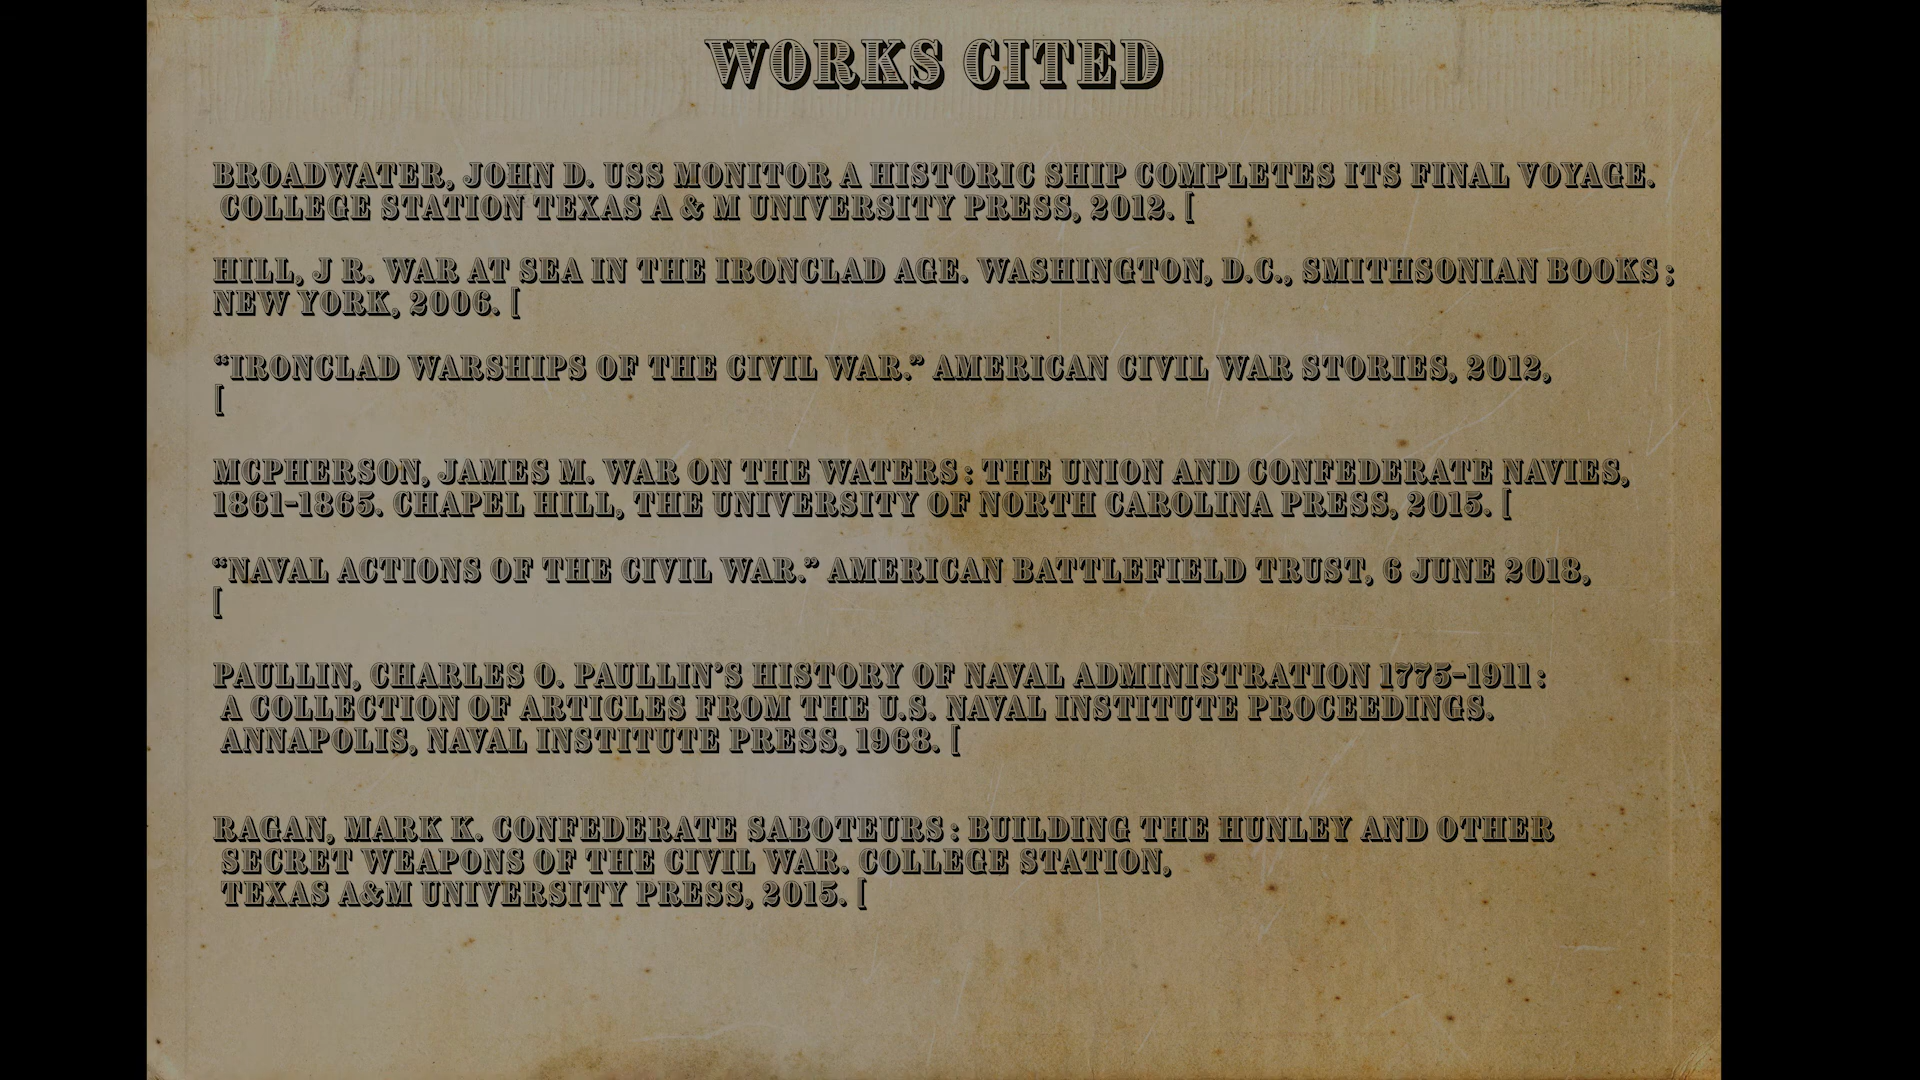 WORKS CITED
BROADWATER, JOHN D. USS MONITOR A HISTORIC SHIP COMPLETES ITS FINAL VOYAGE.
COLLEGE STATION TEXAS A & M UNIVERSITY PRESS, 2012. [
HILL, J R. WAR AT SEA IN THE IRONCLAD AGE. WASHINGTON, D.C., SMITHSONIAN BOOKS ;
NEW YORK, 2006. [
“IRONCLAD WARSHIPS OF THE CIVIL WAR.” AMERICAN CIVIL WAR STORIES, 2012,
[
MCPHERSON, JAMES M. WAR ON THE WATERS : THE UNION AND CONFEDERATE NAVIES,
1861-1865. CHAPEL HILL, THE UNIVERSITY OF NORTH CAROLINA PRESS, 2015. [
“NAVAL ACTIONS OF THE CIVIL WAR.” AMERICAN BATTLEFIELD TRUST, 6 JUNE 2018,
[
PAULLIN, CHARLES O. PAULLIN’S HISTORY OF NAVAL ADMINISTRATION 1775-1911 :
A COLLECTION OF ARTICLES FROM THE U.S. NAVAL INSTITUTE PROCEEDINGS.
ANNAPOLIS, NAVAL INSTITUTE PRESS, 1968. [
RAGAN, MARK K. CONFEDERATE SABOTEURS : BUILDING THE HUNLEY AND OTHER
SECRET WEAPONS OF THE CIVIL WAR. COLLEGE STATION,
TEXAS A&M UNIVERSITY PRESS, 2015. [